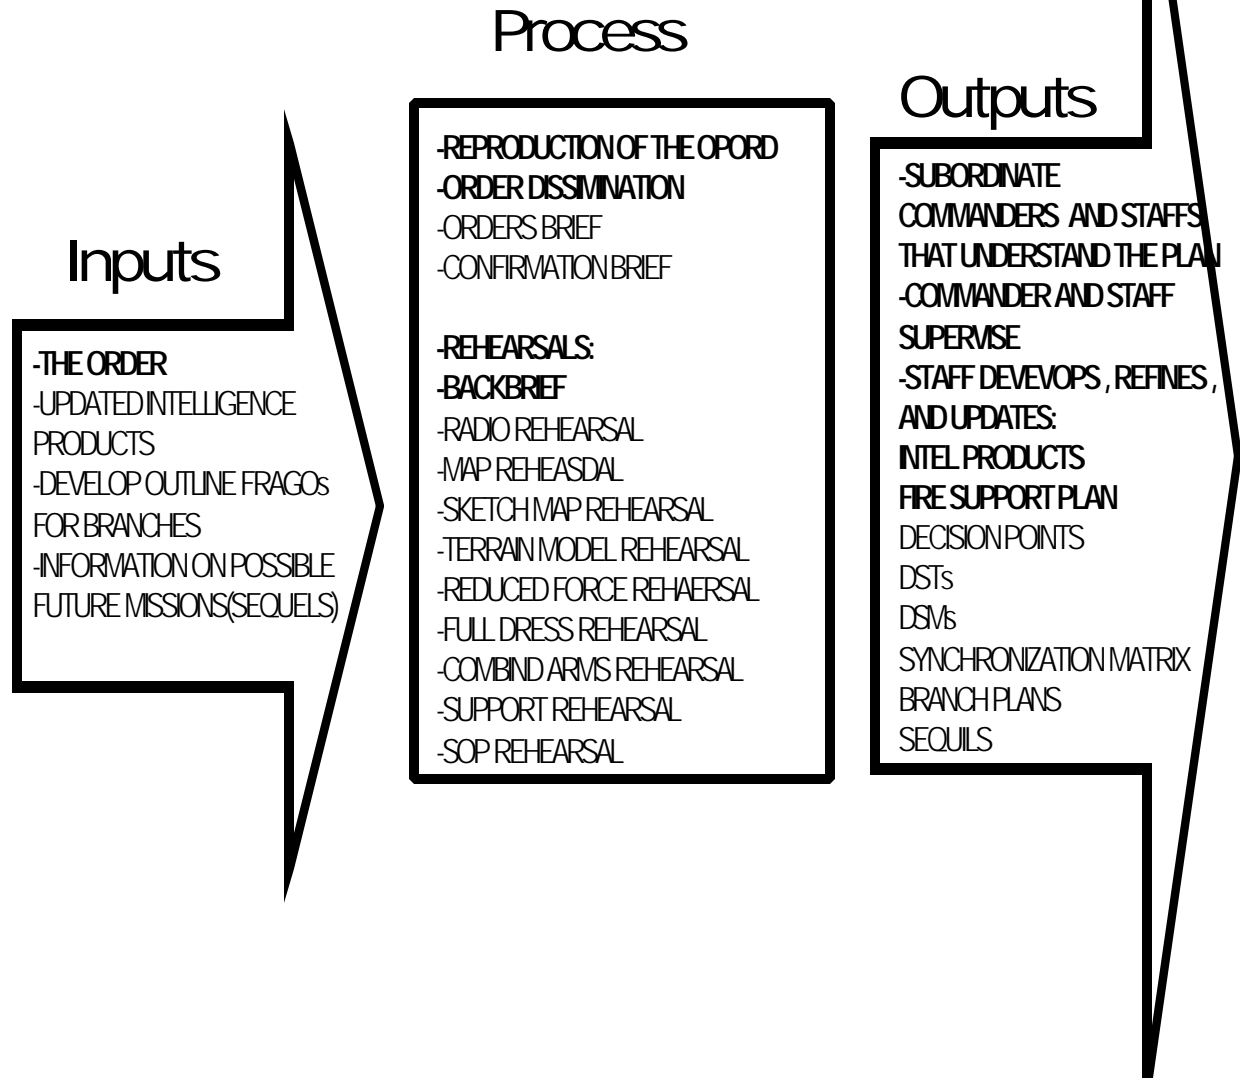 Process
Outputs
Inputs
-THE ORDER
-UPDATED INTELLIGENCE
PRODUCTS
-DEVELOP OUTLINE FRAGOs
FOR BRANCHES
-INFORMATION ON POSSIBLE
FUTURE MISSIONS(SEQUELS)
-REPRODUCTION OF THE OPORD
-ORDER DISSIMINATION
-ORDERS BRIEF
-CONFIRMATION BRIEF
-REHEARSALS:
-BACKBRIEF
-RADIO REHEARSAL
-MAP REHEASDAL
-SKETCH MAP REHEARSAL
-TERRAIN MODEL REHEARSAL
-REDUCED FORCE REHAERSAL
-FULL DRESS REHEARSAL
-COMBIND ARMS REHEARSAL
-SUPPORT REHEARSAL
-SOP REHEARSAL
-SUBORDINATE
COMMANDERS AND STAFFS
THAT UNDERSTAND THE PLAN
-COMMANDER AND STAFF
SUPERVISE
-STAFF DEVEVOPS , REFINES ,
AND UPDATES:
INTEL PRODUCTS
FIRE SUPPORT PLAN
DECISION POINTS
DSTs
DSMs
SYNCHRONIZATION MATRIX
BRANCH PLANS
SEQUILS